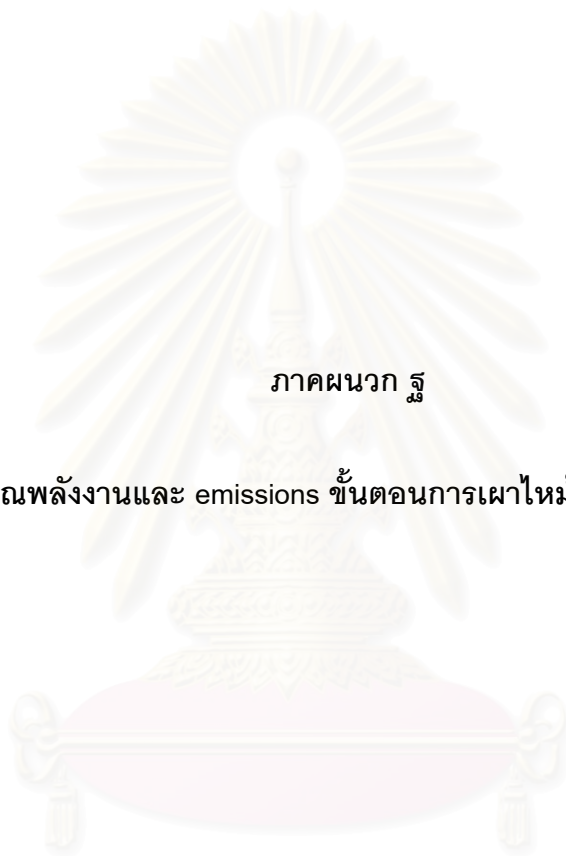 ภาคผนวก ฐ
ณพลังงานและ emissions ขั้นตอนการเผาไหม้